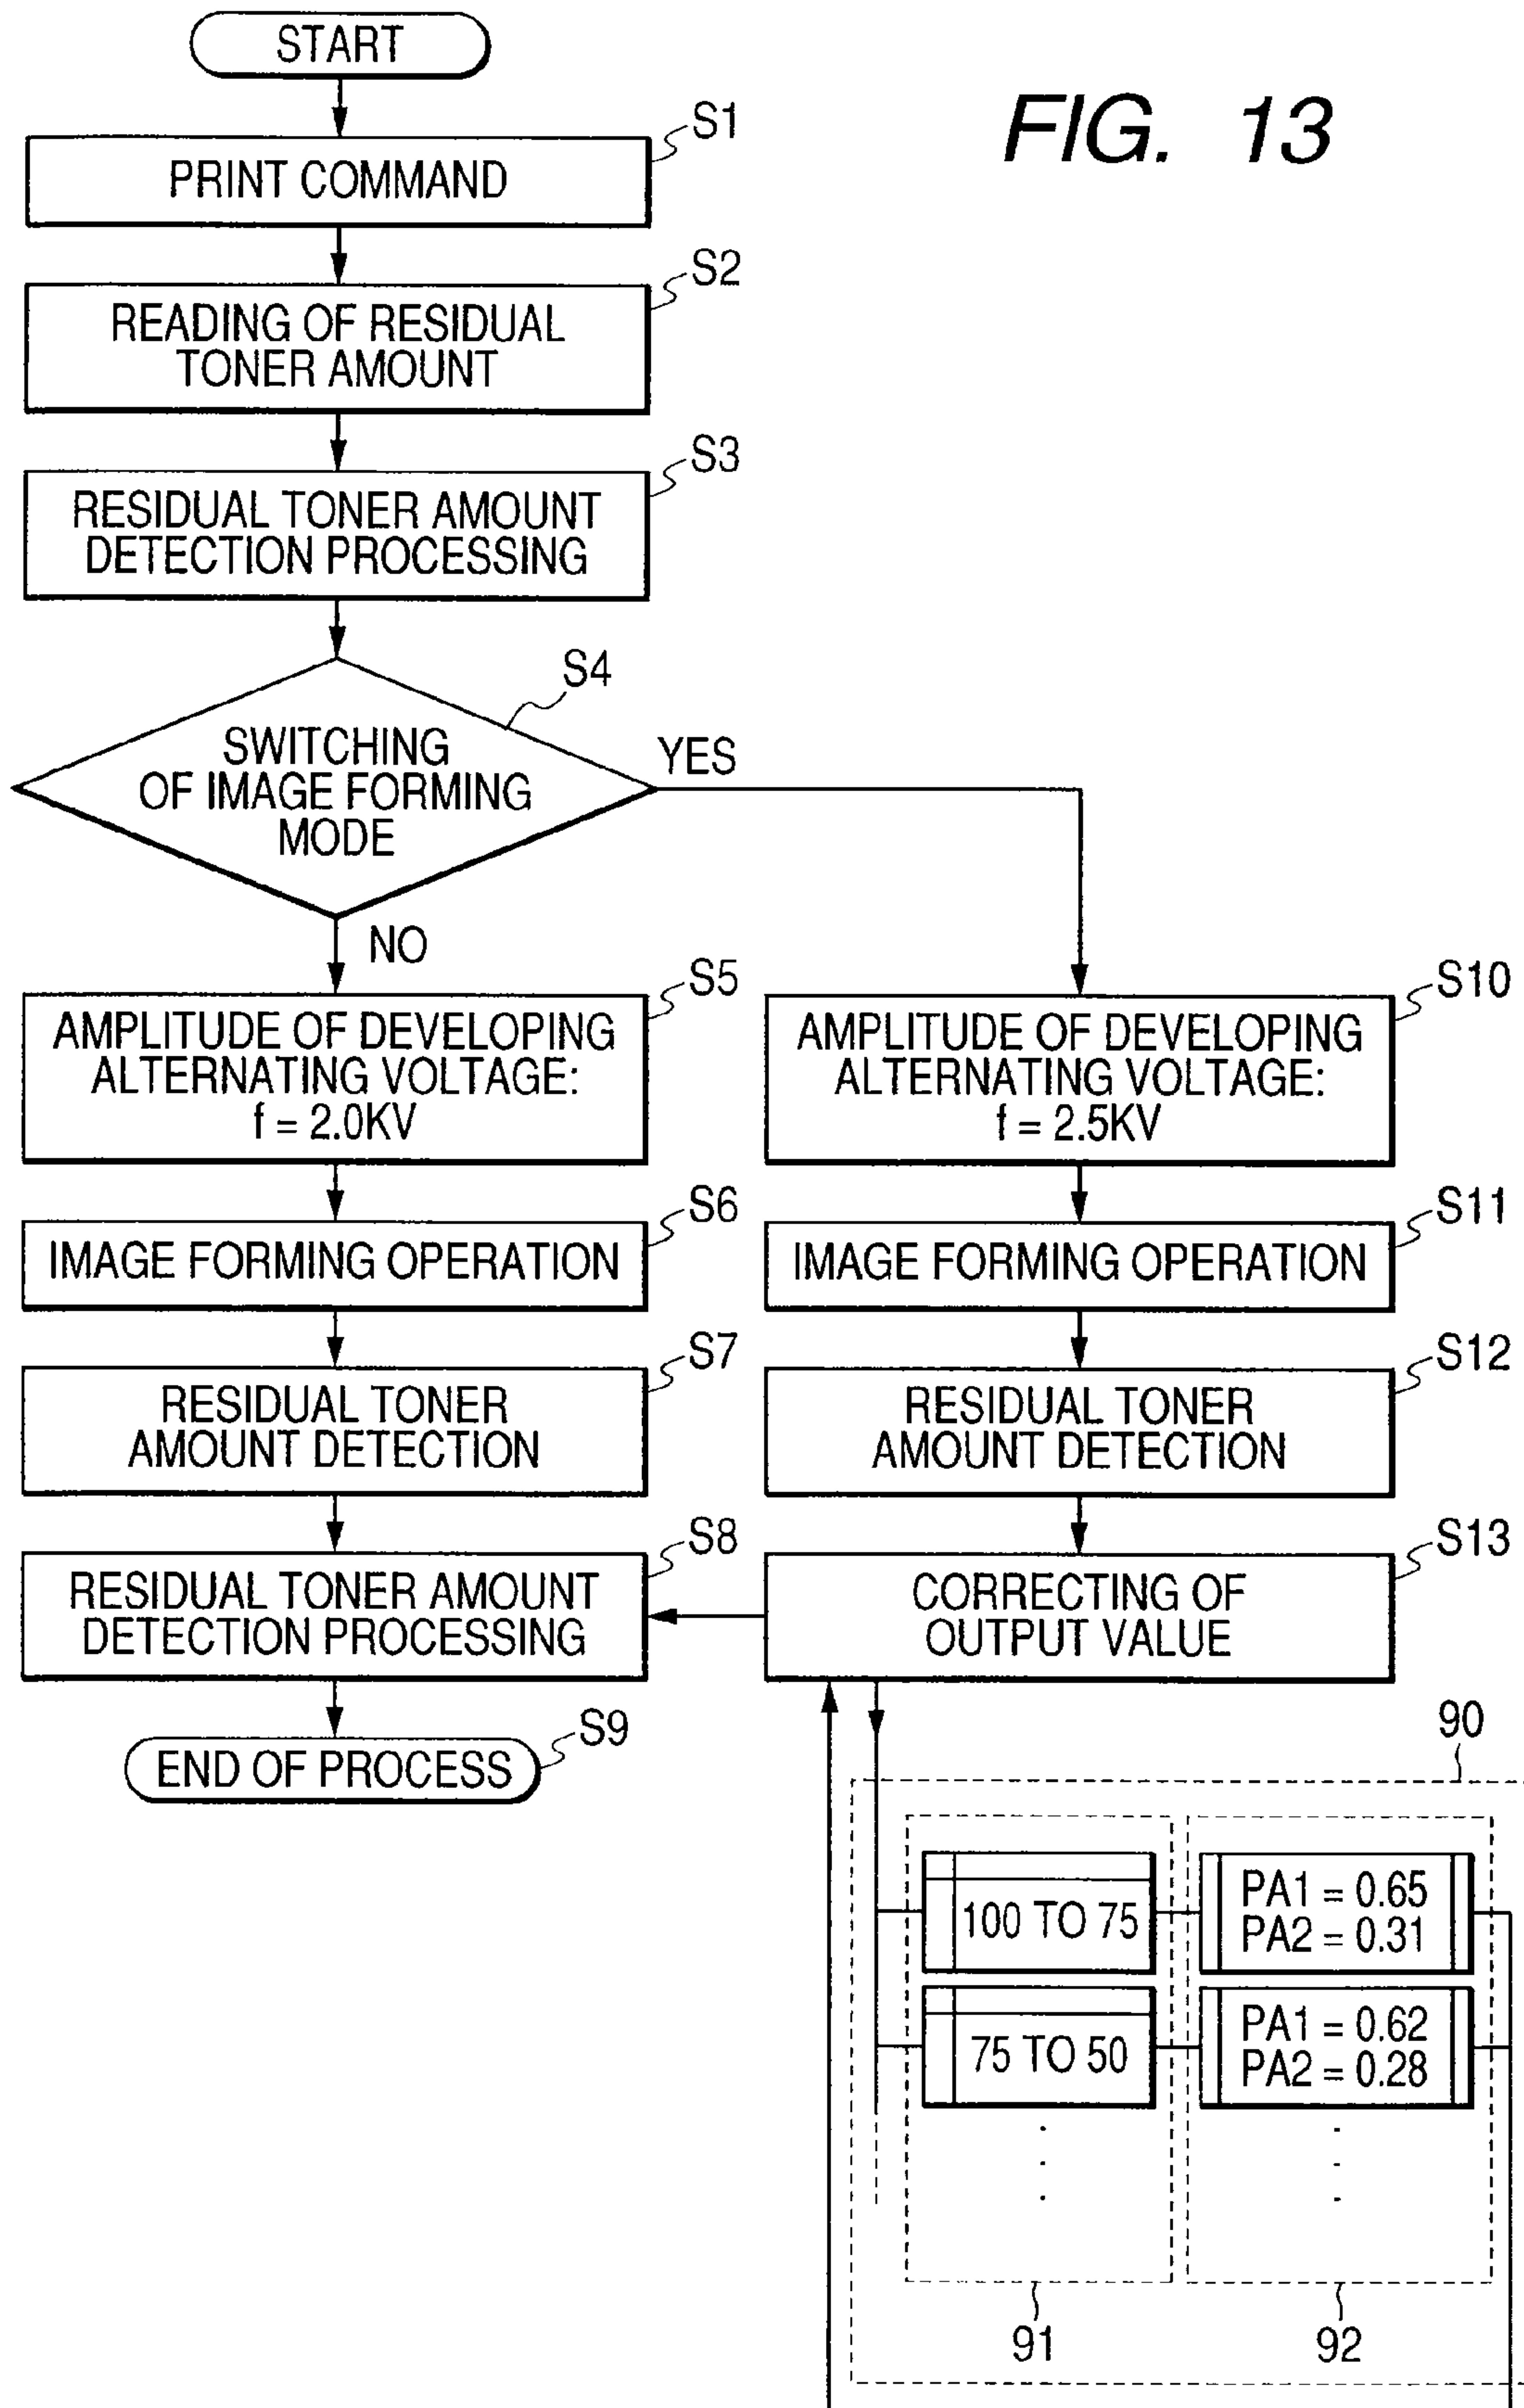 FIG. 13
START
S1
PRINT COMMAND
S2
READING OF RESIDUAL
TONER AMOUNT
S3
RESIDUAL TONER AMOUNT
DETECTION PROCESSING
S4
SWITCHING
OF IMAGE FORMING
MODE
YES
NO
S5
AMPLITUDE OF DEVELOPING
ALTERNATING VOLTAGE:
f = 2.0KV
S6
IMAGE FORMING OPERATION
S7
RESIDUAL TONER
AMOUNT DETECTION
S8
RESIDUAL TONER AMOUNT
DETECTION PROCESSING
S9
END OF PROCESS
S10
AMPLITUDE OF DEVELOPING
ALTERNATING VOLTAGE:
f = 2.5KV
S11
IMAGE FORMING OPERATION
S12
RESIDUAL TONER
AMOUNT DETECTION
S13
CORRECTING OF
OUTPUT VALUE
90
100 TO 75
PA1 = 0.65
PA2 = 0.31
75 TO 50
PA1 = 0.62
PA2 = 0.28
91
92